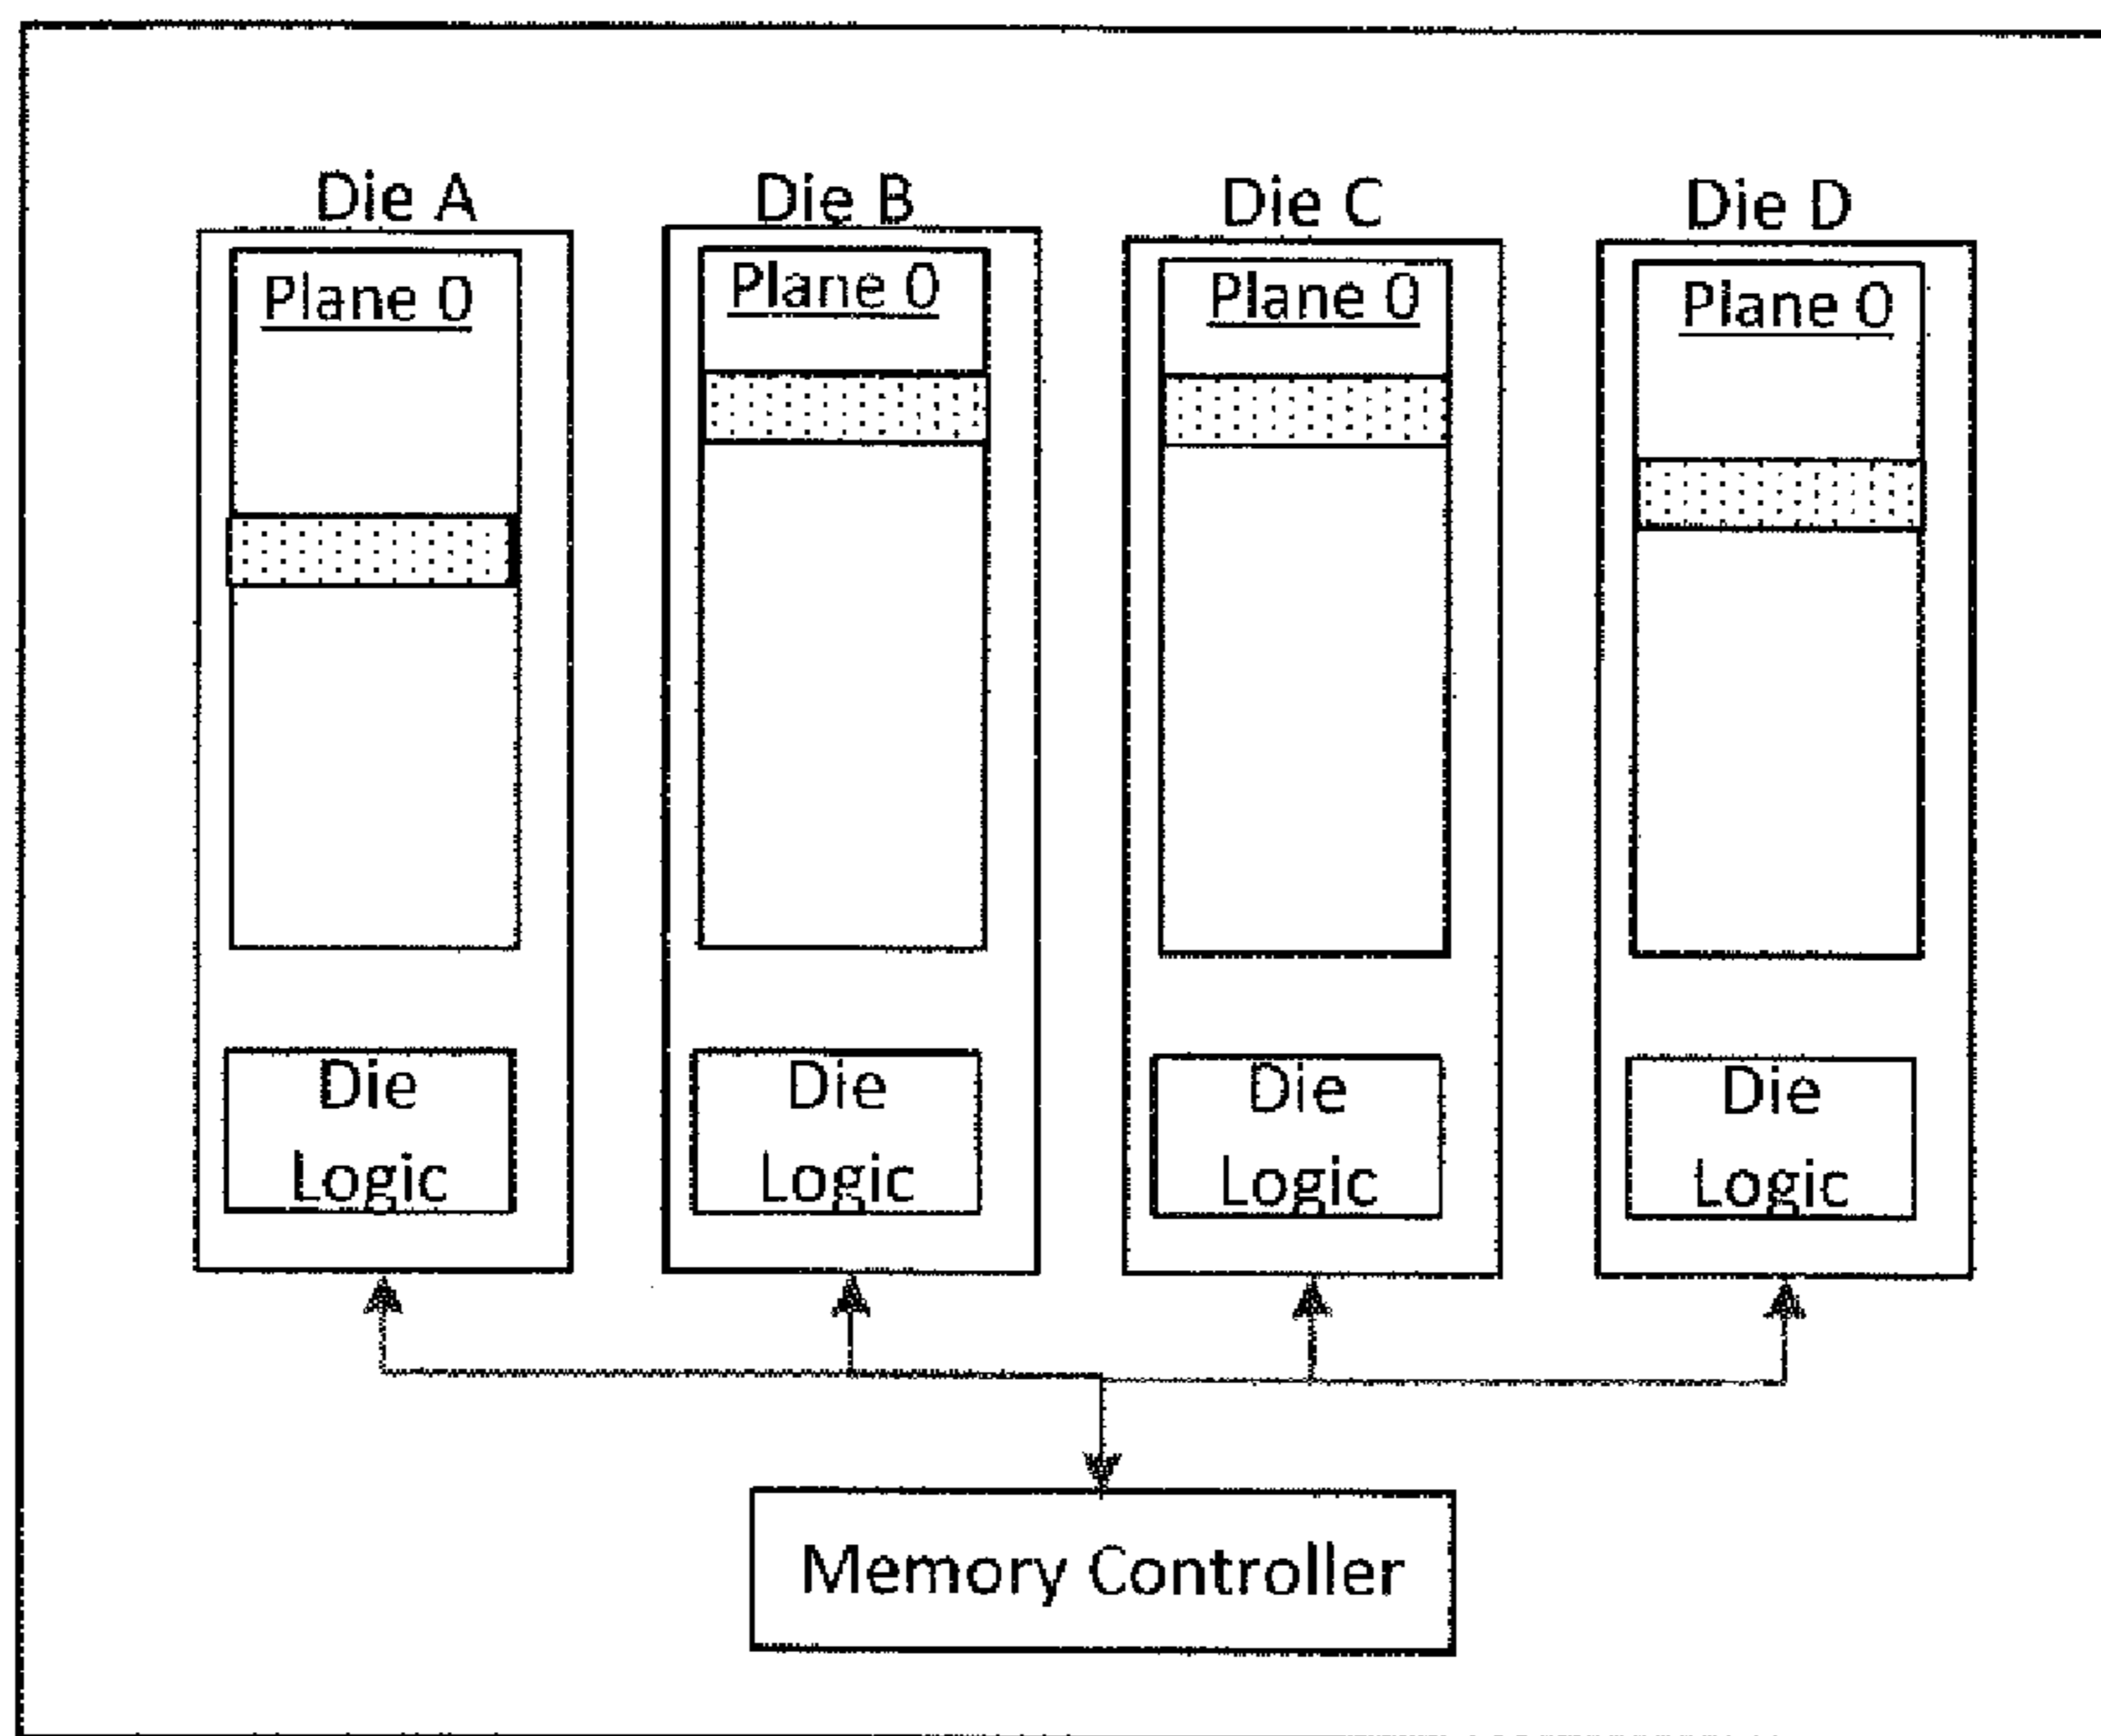 Die A
Die B
Die C
Die D
Plane 0
Plane 0
Plane 0
Plane 0
Die
Logic
Die
Logic
Die
Logic
Die
Logic
Memory Controller